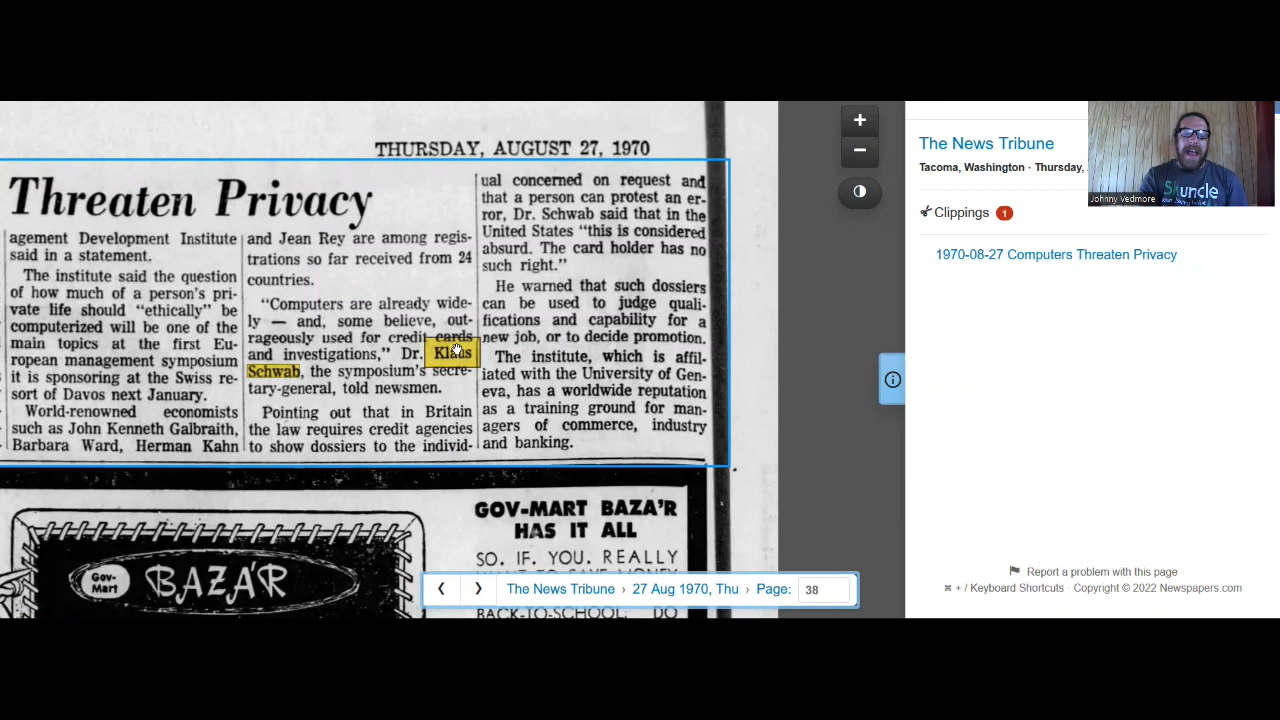 THURSDAY, AUGUST 27, 1970
Threaten Privacy
agement Development Institute
said in a statement.
The institute said the question
of how much of a person's pri-
vate life should "ethically" be
computerized will be one of the
main topics at the first Eu-
ropean management symposium
it is sponsoring at the Swiss re-
sort of Davos next January.
World-renowned economists
such as John Kenneth Galbraith,
Barbara Ward, Herman Kahn
and Jean Rey are among regis-
trations so far received from 24
countries.
"Computers are already wide-
ly — and, some believe, out-
rageously used for credit cards
and investigations," Dr. Klaus
Schwab, the symposium's secre-
tary-general, told newsmen.
Pointing out that in Britain
the law requires credit agencies
to show dossiers to the individ-
ual concerned on request and
that a person can protest an er-
ror, Dr. Schwab said that in the
United States "this is considered
absurd. The card holder has no
such right."
He warned that such dossiers
can be used to judge quali-
fications and capability for a
new job, or to decide promotion.
The institute, which is affil-
iated with the University of Gen-
eva, has a worldwide reputation
as a training ground for man-
agers of commerce, industry
and banking.
Gov-
Mart
BAZA'R
GOV-MART BAZA'R
HAS IT ALL
SO, IF, YOU, REALLY
BACK-TO-SCHOOL, DO
‹ › The News Tribune › 27 Aug 1970, Thu › Page: 38
+
−
The News Tribune
Tacoma, Washington · Thursday,
Clippings 1
1970-08-27 Computers Threaten Privacy
Report a problem with this page
⌘ + / Keyboard Shortcuts · Copyright © 2022 Newspapers.com
Johnny Vedmore